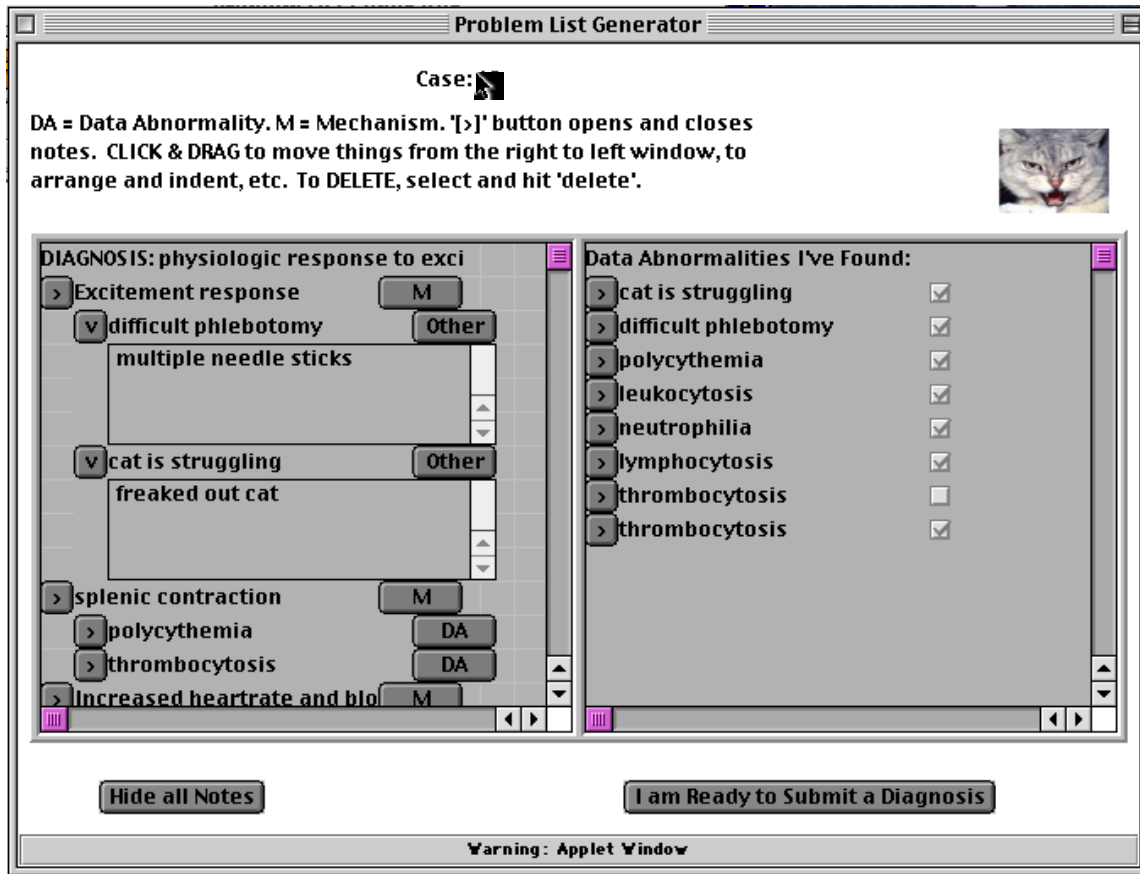 Problem List Generator
Case:
DA = Data Abnormality. M = Mechanism. '[>]' button opens and closes
notes. CLICK & DRAG to move things from the right to left window, to
arrange and indent, etc. To DELETE, select and hit 'delete'.
DIAGNOSIS: physiologic response to exci
> Excitement response M
v difficult phlebotomy Other
multiple needle sticks
v cat is struggling Other
freaked out cat
> splenic contraction M
> polycythemia DA
> thrombocytosis DA
> Increased heartrate and blo M
Data Abnormalities I've Found:
> cat is struggling
> difficult phlebotomy
> polycythemia
> leukocytosis
> neutrophilia
> lymphocytosis
> thrombocytosis
> thrombocytosis
Hide all Notes
I am Ready to Submit a Diagnosis
Warning: Applet Window